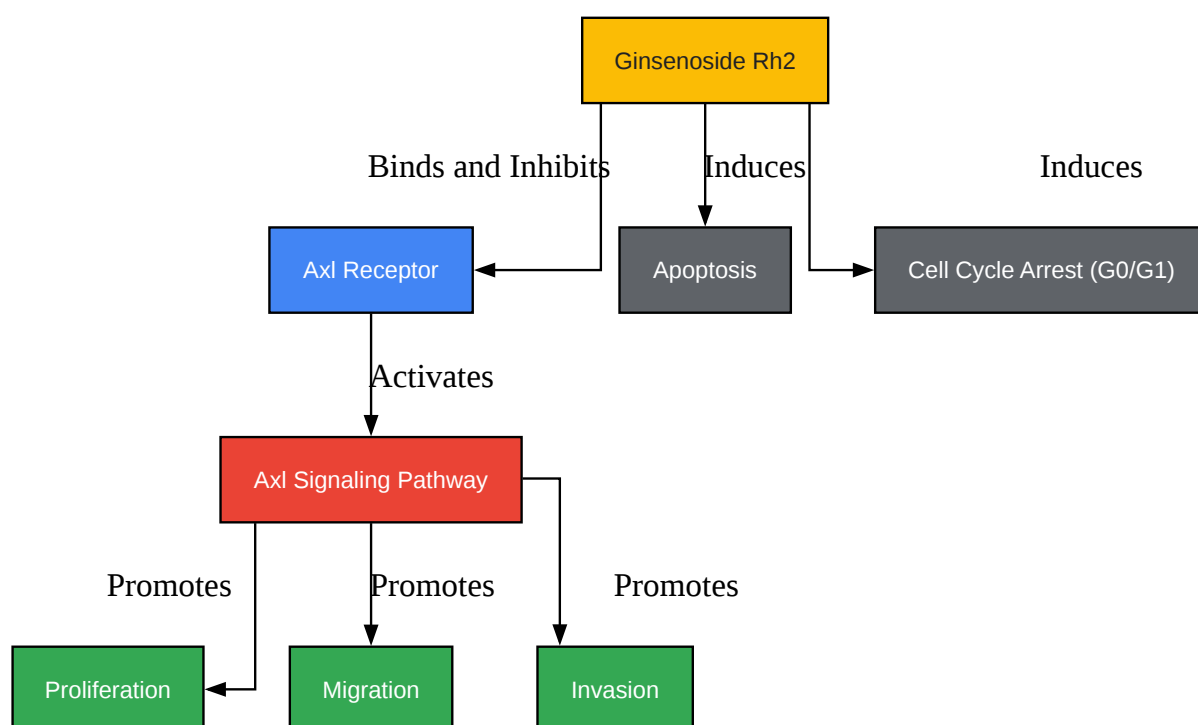 Ginsenoside Rh2
Binds and Inhibits
Induces
Induces
Axl Receptor
Apoptosis
Cell Cycle Arrest (G0/G1)
Activates
Axl Signaling Pathway
Promotes
Promotes
Promotes
Proliferation
Migration
Invasion